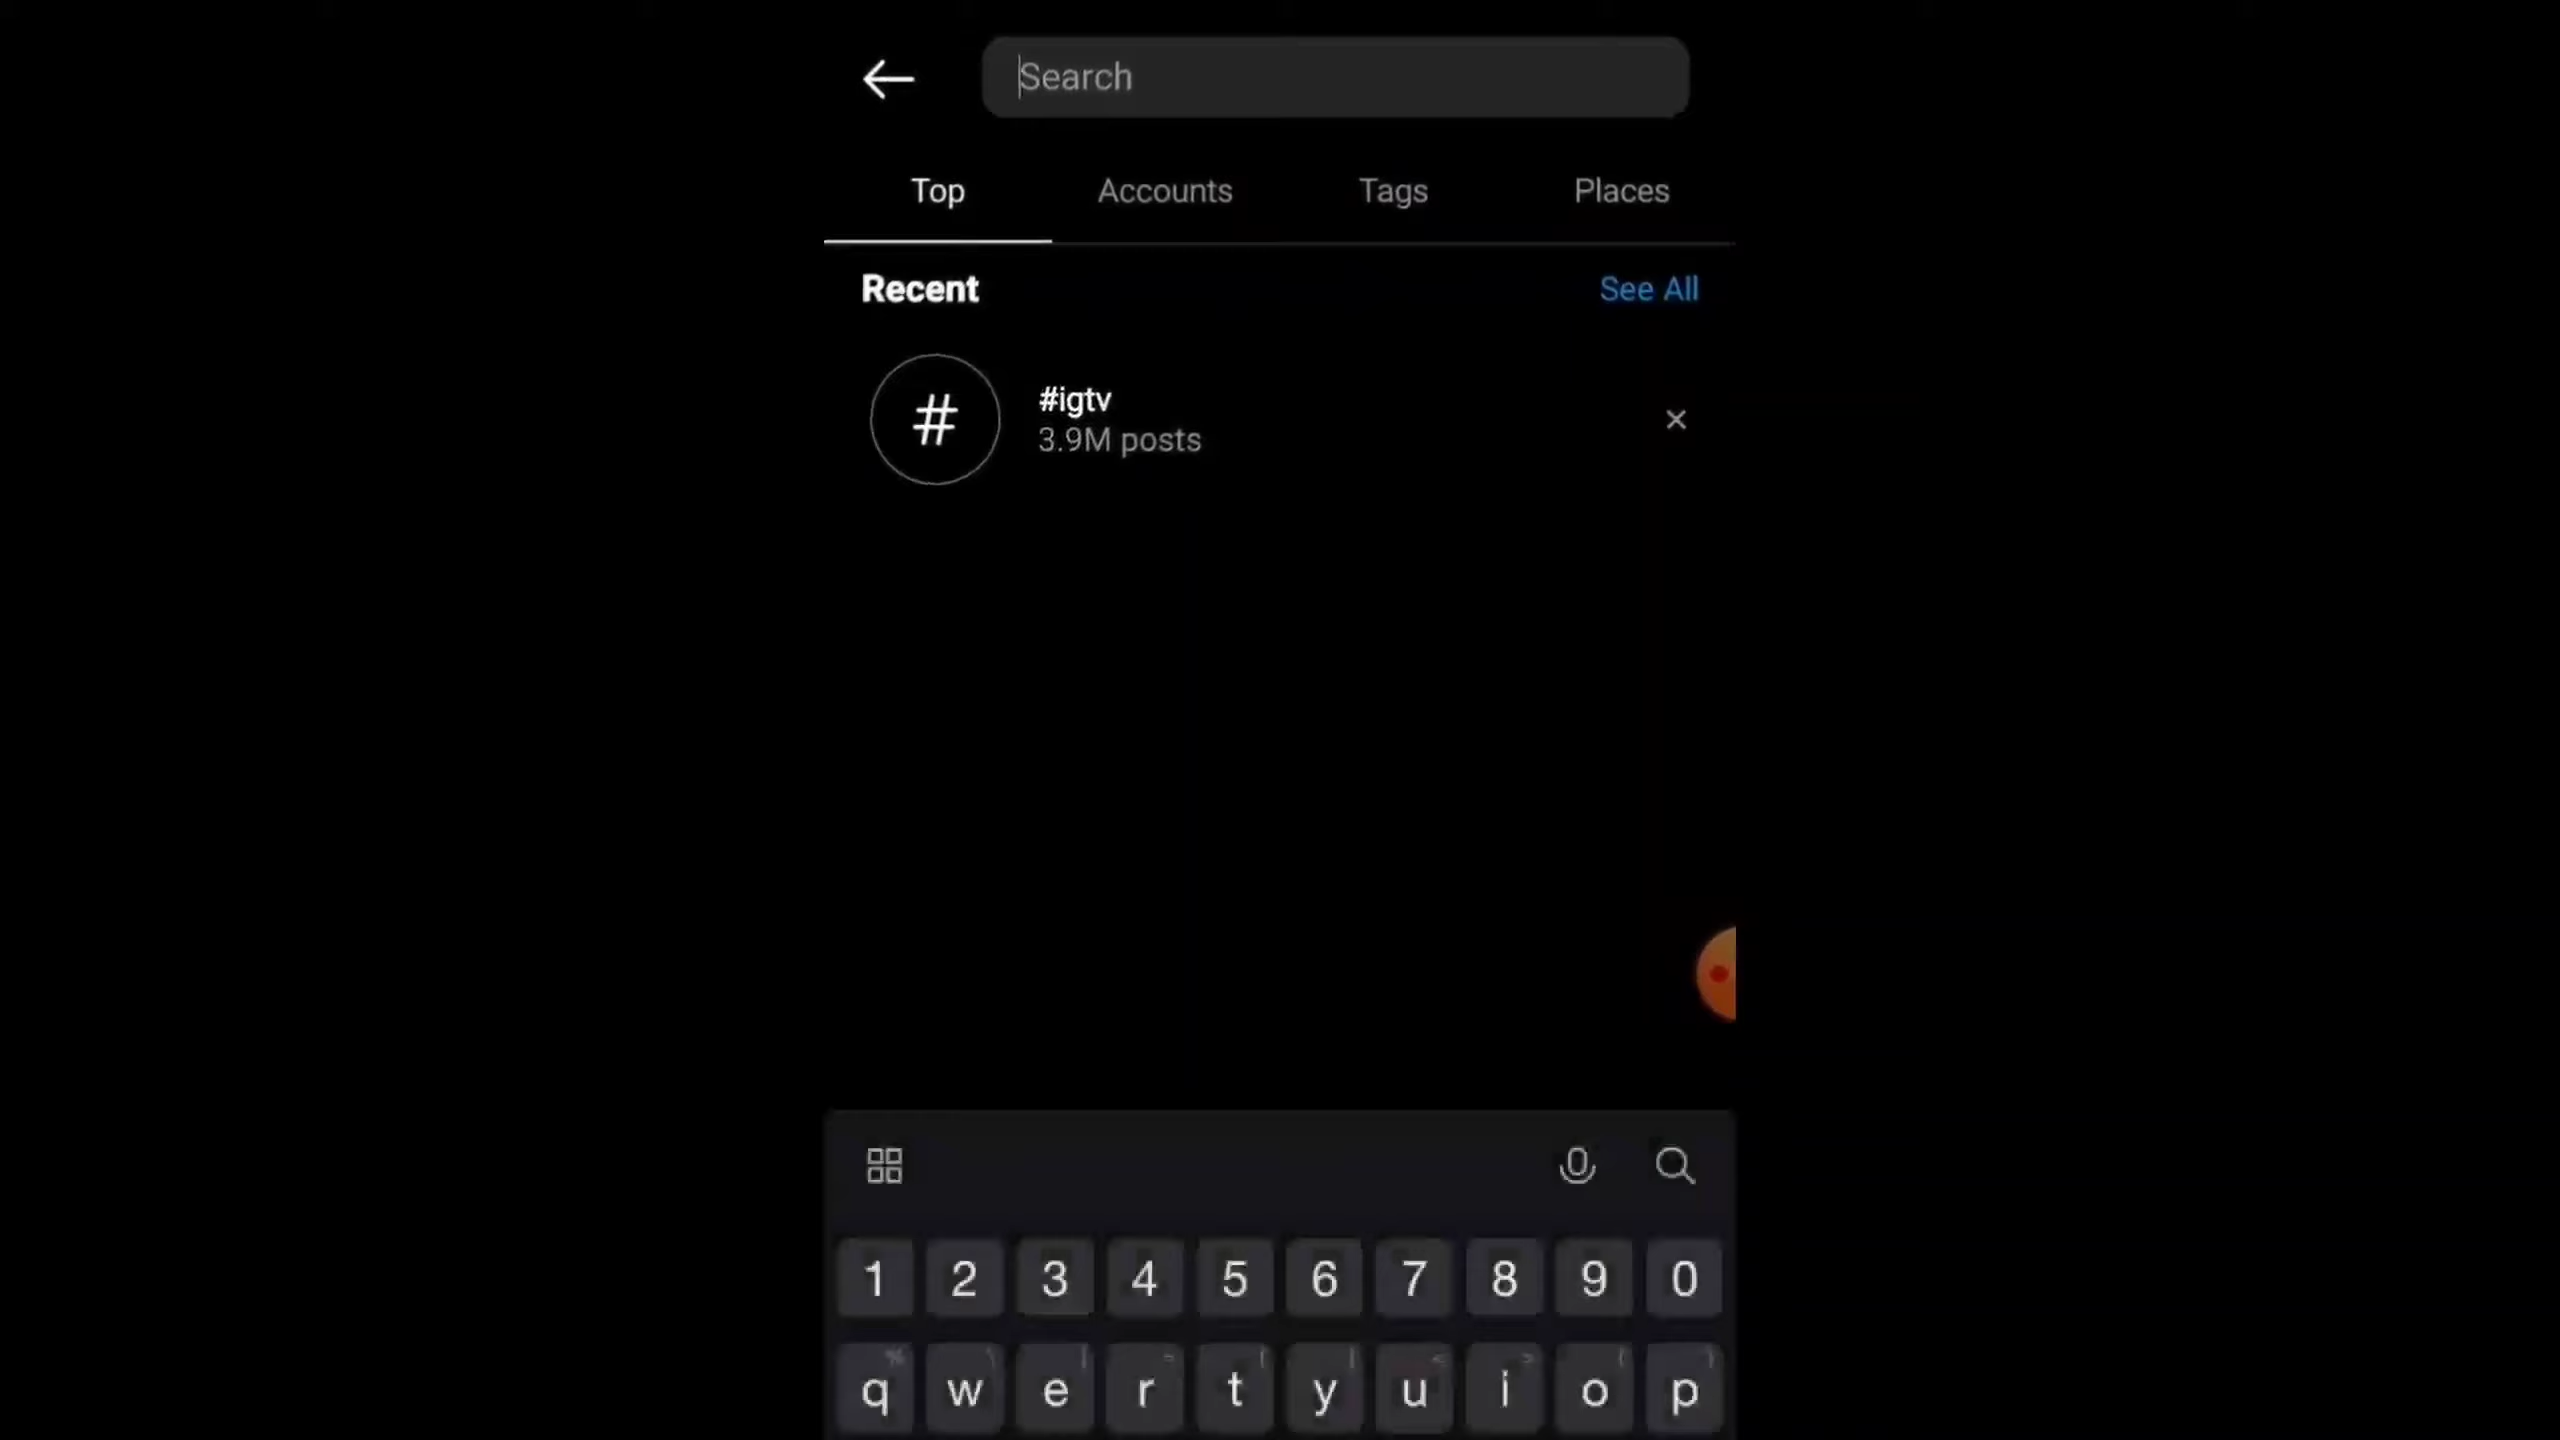 Search
Top Accounts Tags Places
Recent See All
#
#igtv
3.9M posts
1 2 3 4 5 6 7 8 9 0
q w e r t y u i o p